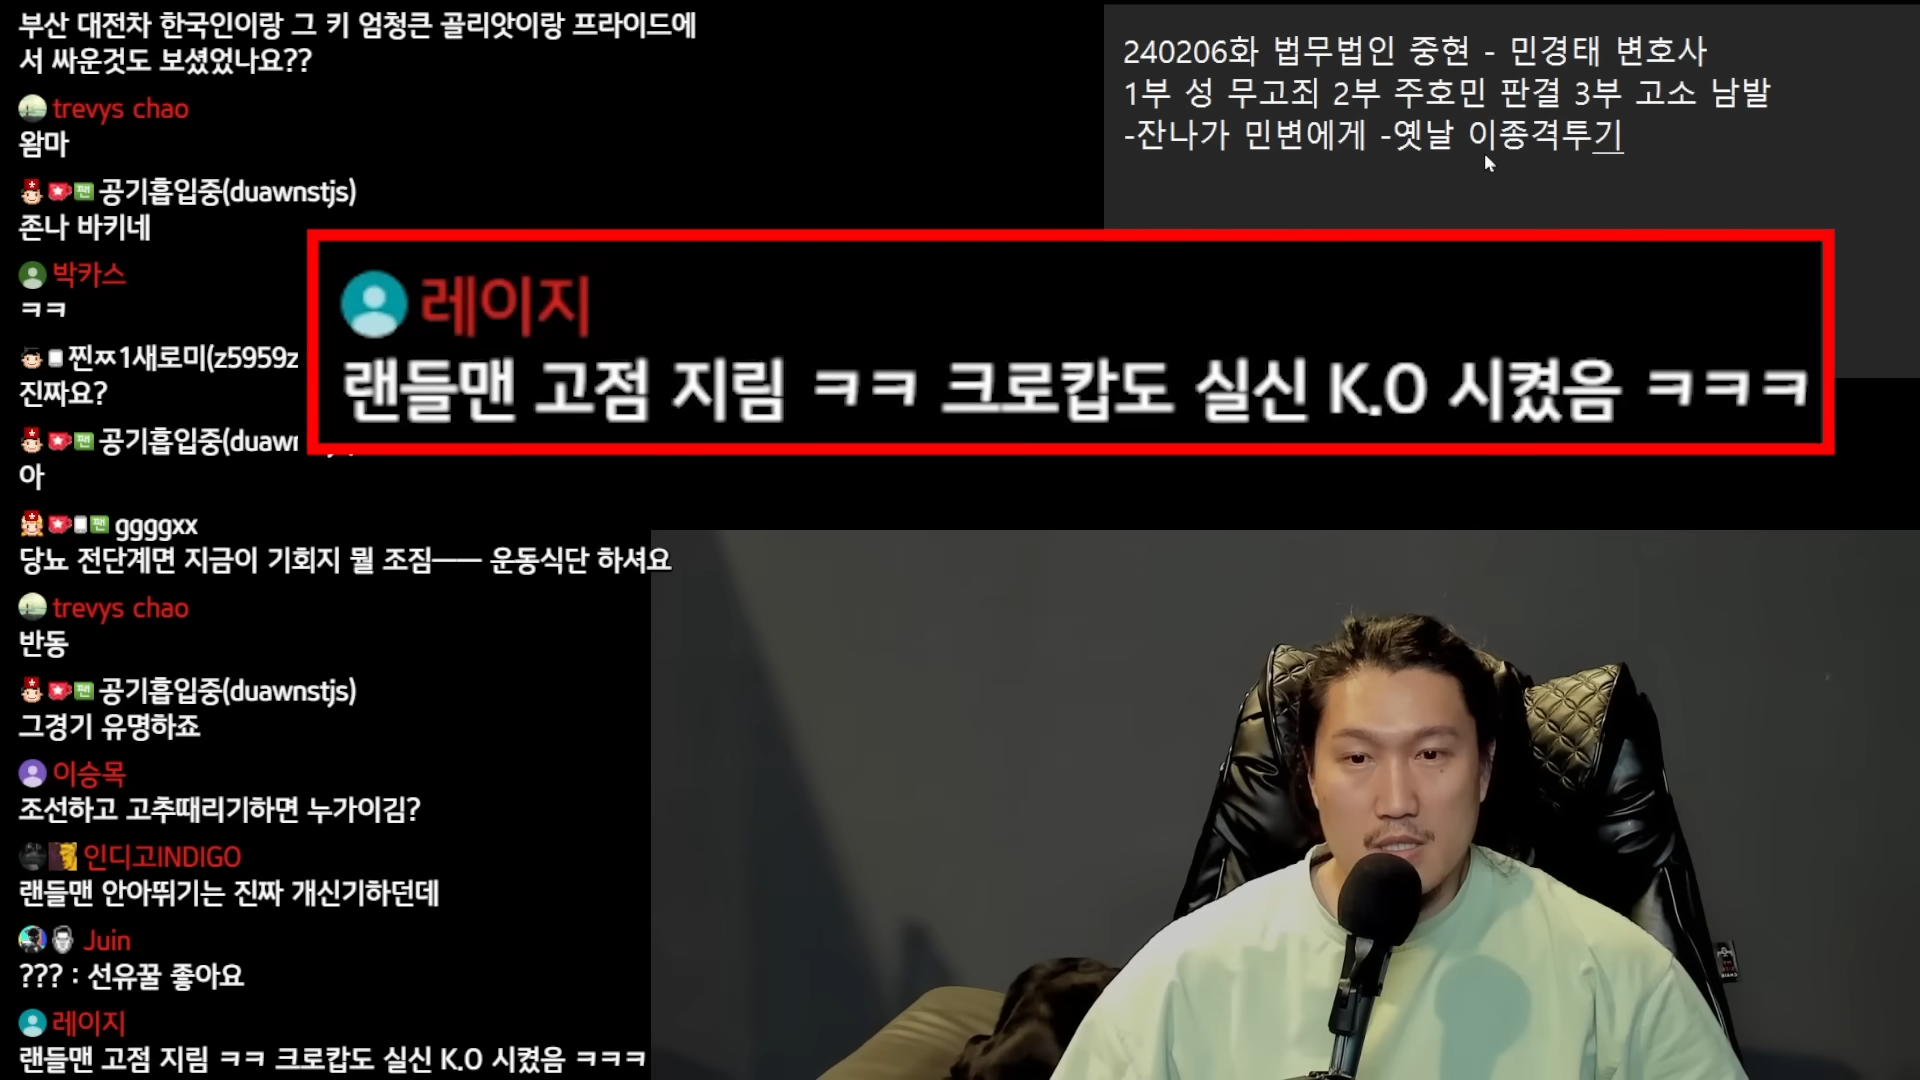 부산 대전차 한국인이랑 그 키 엄청큰 골리앗이랑 프라이드에
서 싸운것도 보셨었나요??
trevys chao
왐마
팬 공기흡입중(duawnstjs)
존나 바키네
박카스
ㅋㅋ
찐ㅉ1새로미(z5959z
진짜요?
팬 공기흡입중(duawn
아
팬 ggggxx
당뇨 전단계면 지금이 기회지 뭘 조짐ㅡㅡ 운동식단 하셔요
trevys chao
반동
팬 공기흡입중(duawnstjs)
그경기 유명하죠
이승목
조선하고 고추때리기하면 누가이김?
인디고INDIGO
랜들맨 안아뛰기는 진짜 개신기하던데
Juin
??? : 선유꿀 좋아요
레이지
랜들맨 고점 지림 ㅋㅋ 크로캅도 실신 K.O 시켰음 ㅋㅋㅋ
240206화 법무법인 중현 - 민경태 변호사
1부 성 무고죄 2부 주호민 판결 3부 고소 남발
-잔나가 민변에게 -옛날 이종격투기
레이지
랜들맨 고점 지림 ㅋㅋ 크로캅도 실신 K.O 시켰음 ㅋㅋㅋ